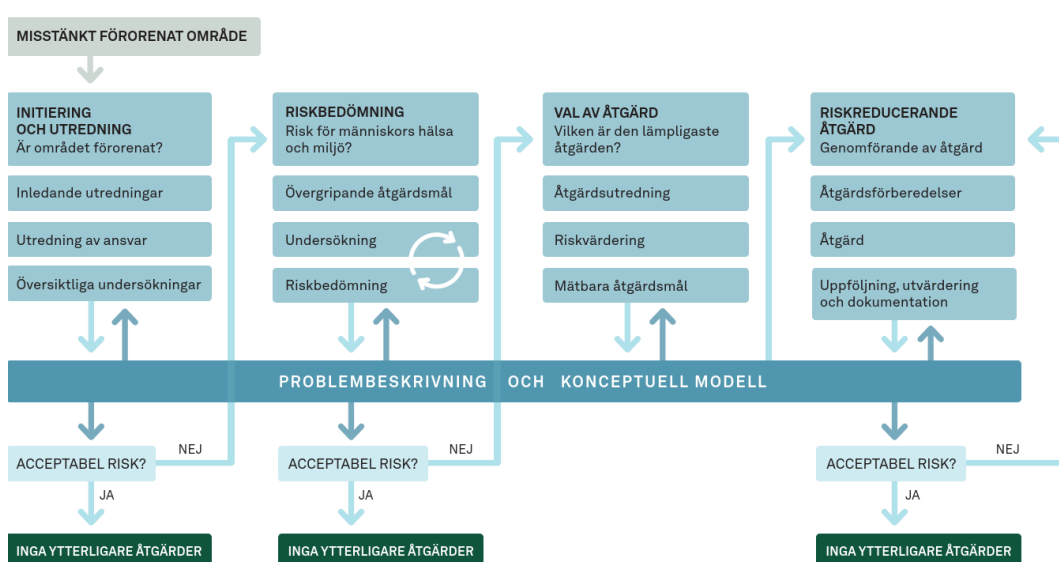 MISSTÄNKT FÖRORENAT OMRÅDE
INITIERING
OCH UTREDNING
Är området förorenat?
Inledande utredningar
Utredning av ansvar
Översiktliga undersökningar
RISKBEDÖMNING
Risk för människors hälsa
och miljö?
Övergripande åtgärdsmål
Undersökning
Riskbedömning
VAL AV ÅTGÄRD
Vilken är den lämpligaste
åtgärden?
Åtgärdsutredning
Riskvärdering
Mätbara åtgärdsmål
RISKREDUCERANDE
ÅTGÄRD
Genomförande av åtgärd
Åtgärdsförberedelser
Åtgärd
Uppföljning, utvärdering
och dokumentation
PROBLEMBESKRIVNING OCH KONCEPTUELL MODELL
ACCEPTABEL RISK?
NEJ
JA
INGA YTTERLIGARE ÅTGÄRDER
ACCEPTABEL RISK?
NEJ
JA
INGA YTTERLIGARE ÅTGÄRDER
ACCEPTABEL RISK?
NEJ
JA
INGA YTTERLIGARE ÅTGÄRDER